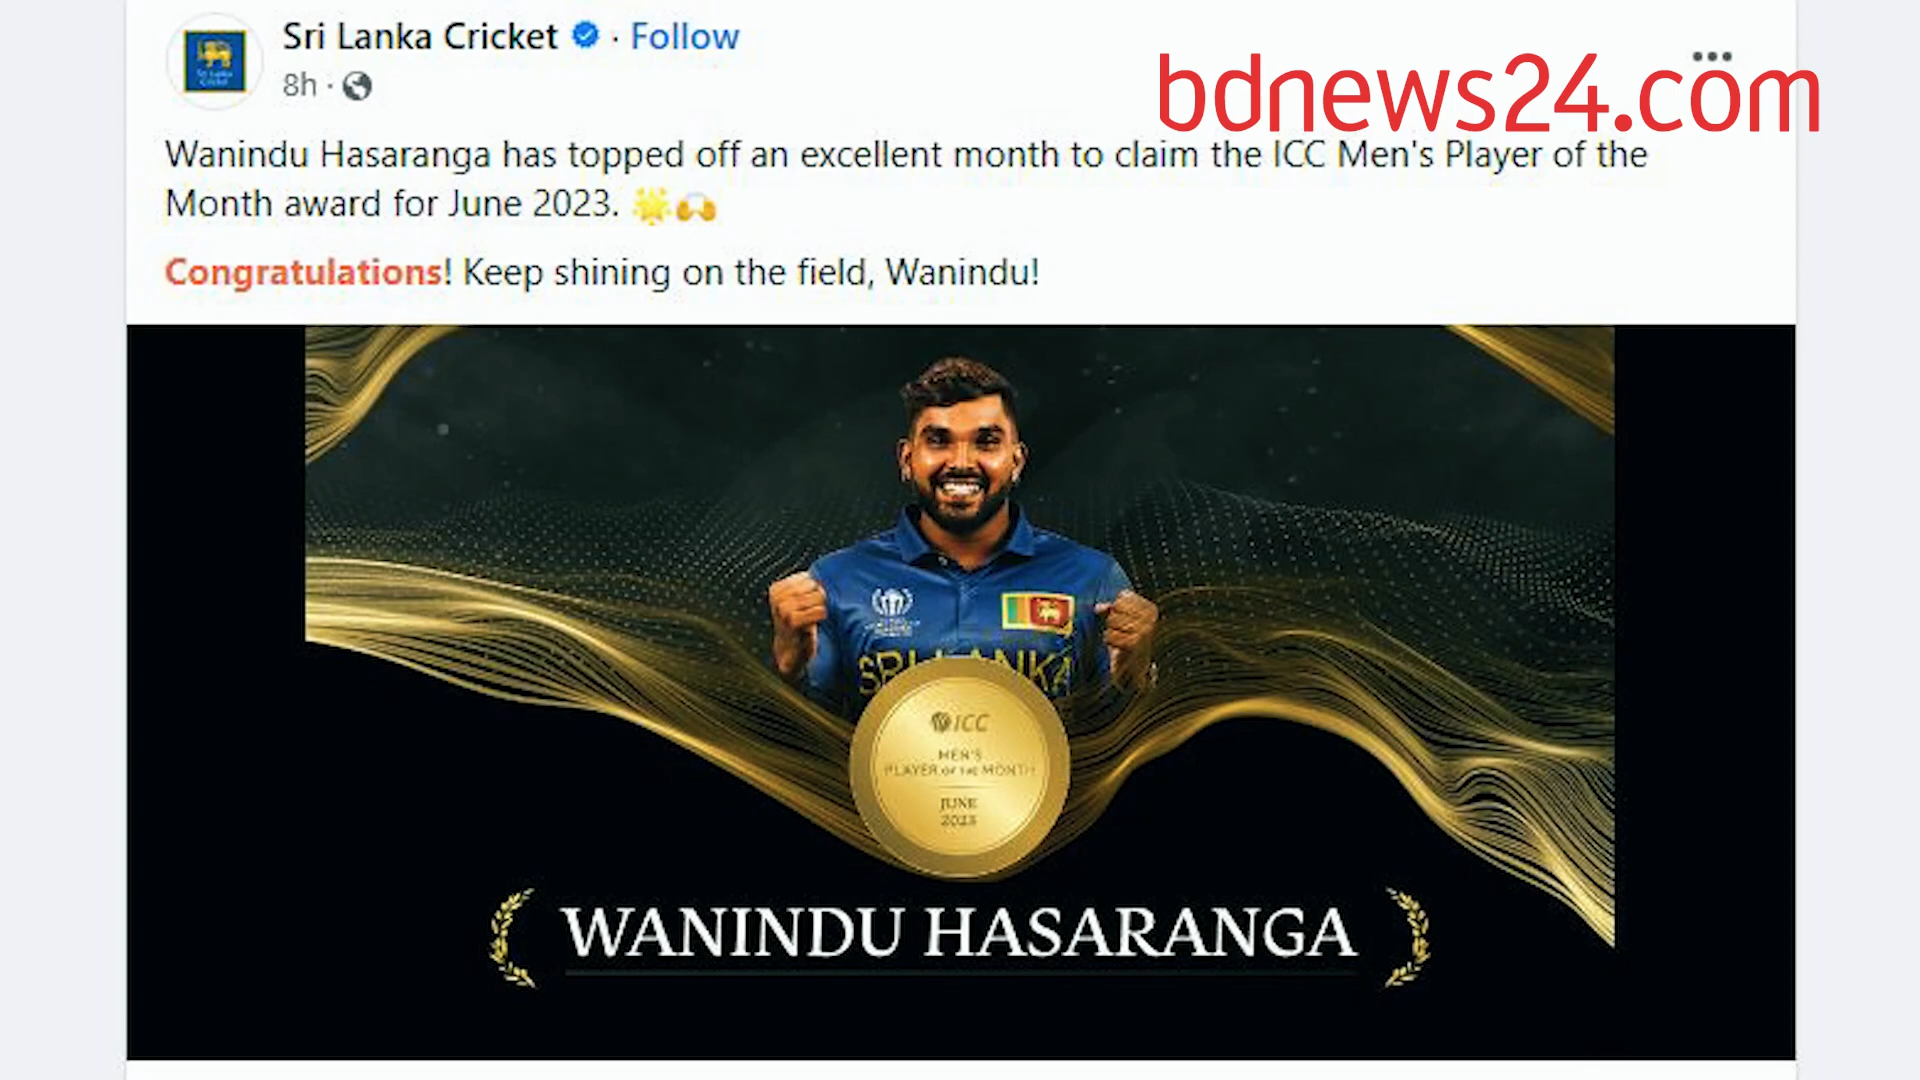 Sri Lanka Cricket · Follow
8h ·
bdnews24.com
Wanindu Hasaranga has topped off an excellent month to claim the ICC Men's Player of the
Month award for June 2023. 🌟🙌
Congratulations! Keep shining on the field, Wanindu!
SRI LANKA
ICC
MEN'S
PLAYER OF THE MONTH
JUNE
2023
WANINDU HASARANGA